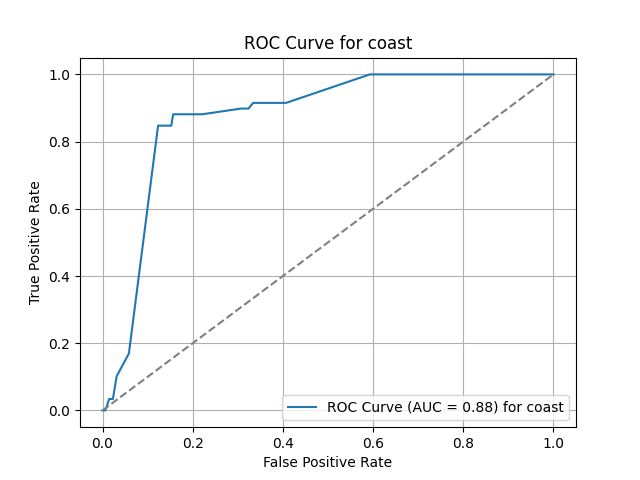 ROC Curve for coast
1.0
0.8
0.6
0.4
0.2
0.0
True Positive Rate
ROC Curve (AUC = 0.88) for coast
0.0 0.2 0.4 0.6 0.8 1.0
False Positive Rate